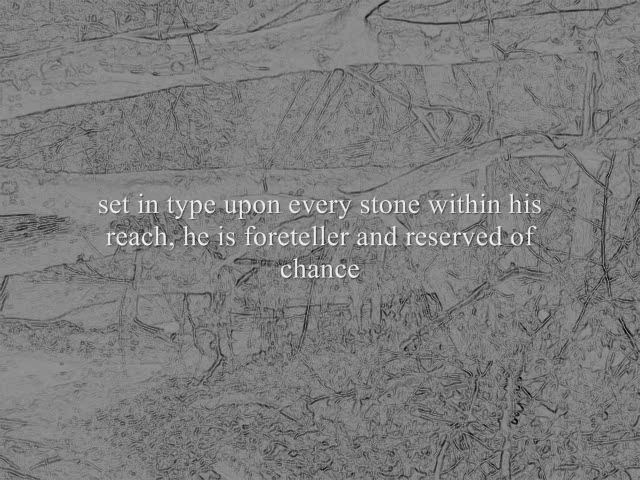 set in type upon every stone within his
reach, he is foreteller and reserved of
chance